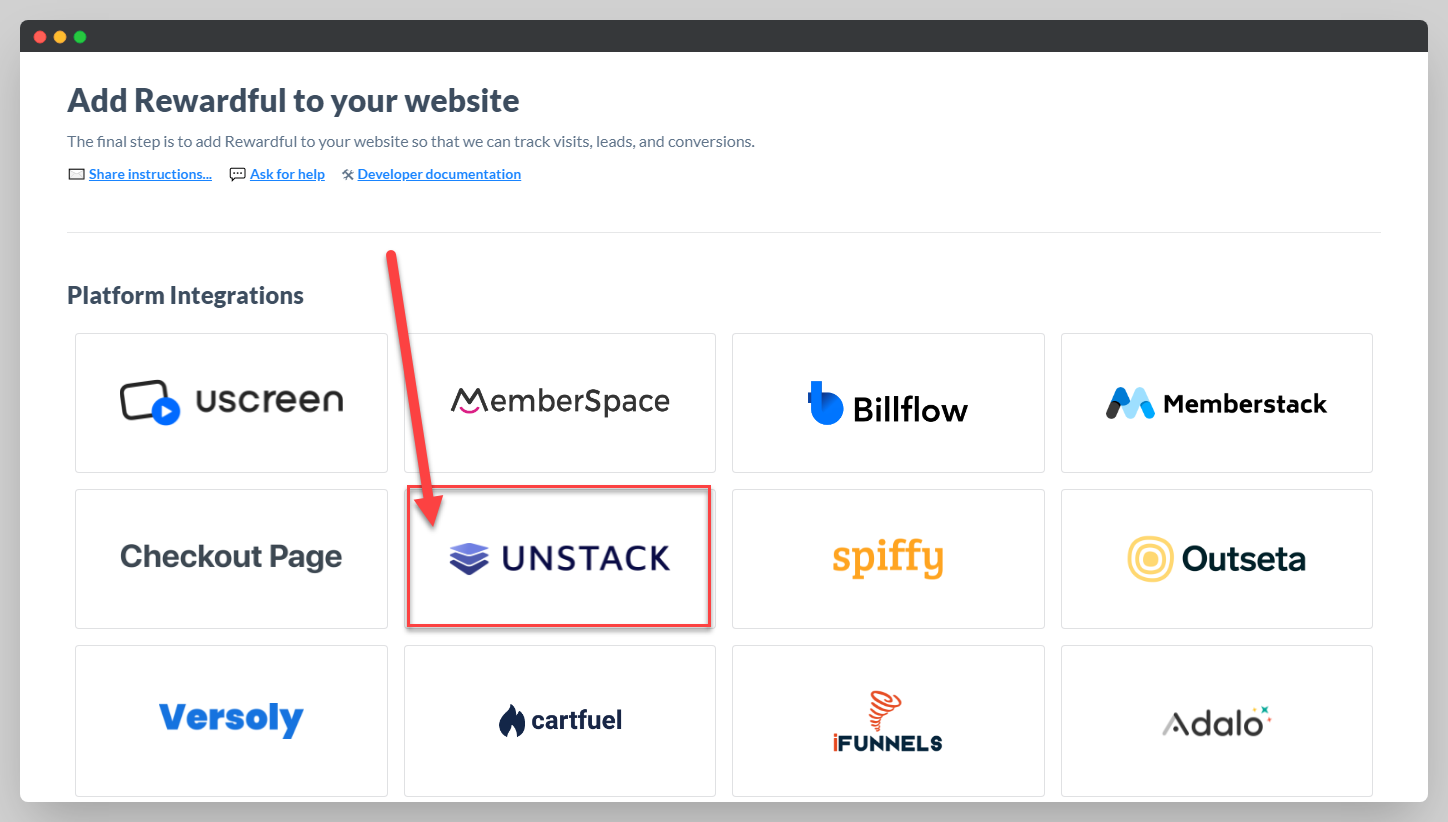 Add Rewardful to your website
The final step is to add Rewardful to your website so that we can track visits, leads, and conversions.
Share instructions... Ask for help Developer documentation
Platform Integrations
uscreen
MemberSpace
Billflow
Memberstack
Checkout Page
UNSTACK
spiffy
Outseta
Versoly
cartfuel
iFUNNELS
Adalo